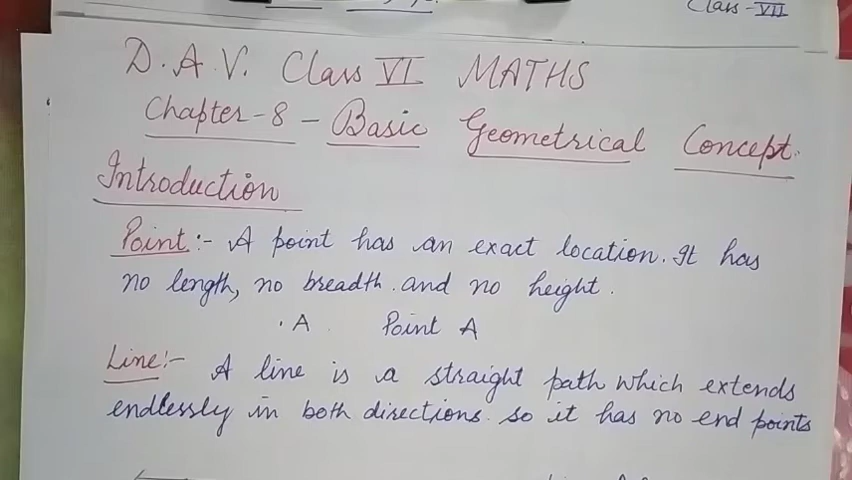 Class - VII
D.A.V. Class VI MATHS
Chapter-8 - Basic Geometrical Concept.
Introduction
Point :- A point has an exact location. It has
no length, no breadth and no height.
. A Point A
Line :- A line is a straight path which extends
endlessly in both directions. so it has no end points